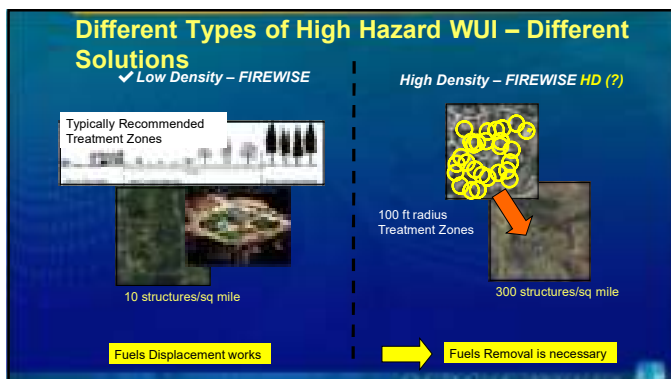 Different Types of High Hazard WUI – Different
Solutions
✓ Low Density – FIREWISE
Typically Recommended
Treatment Zones
10 structures/sq mile
Fuels Displacement works
High Density – FIREWISE HD (?)
100 ft radius
Treatment Zones
300 structures/sq mile
Fuels Removal is necessary